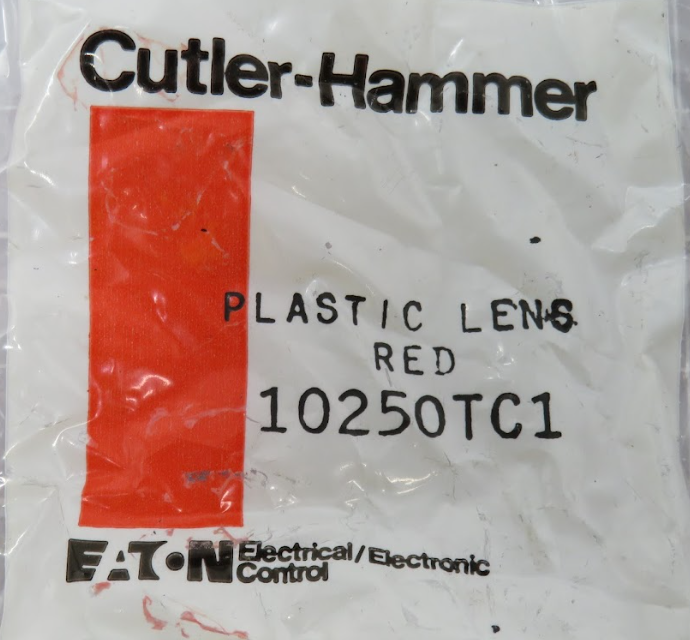 Cutler-Hammer
PLASTIC LENS
RED
10250TC1
EATON Electrical/Electronic
Control